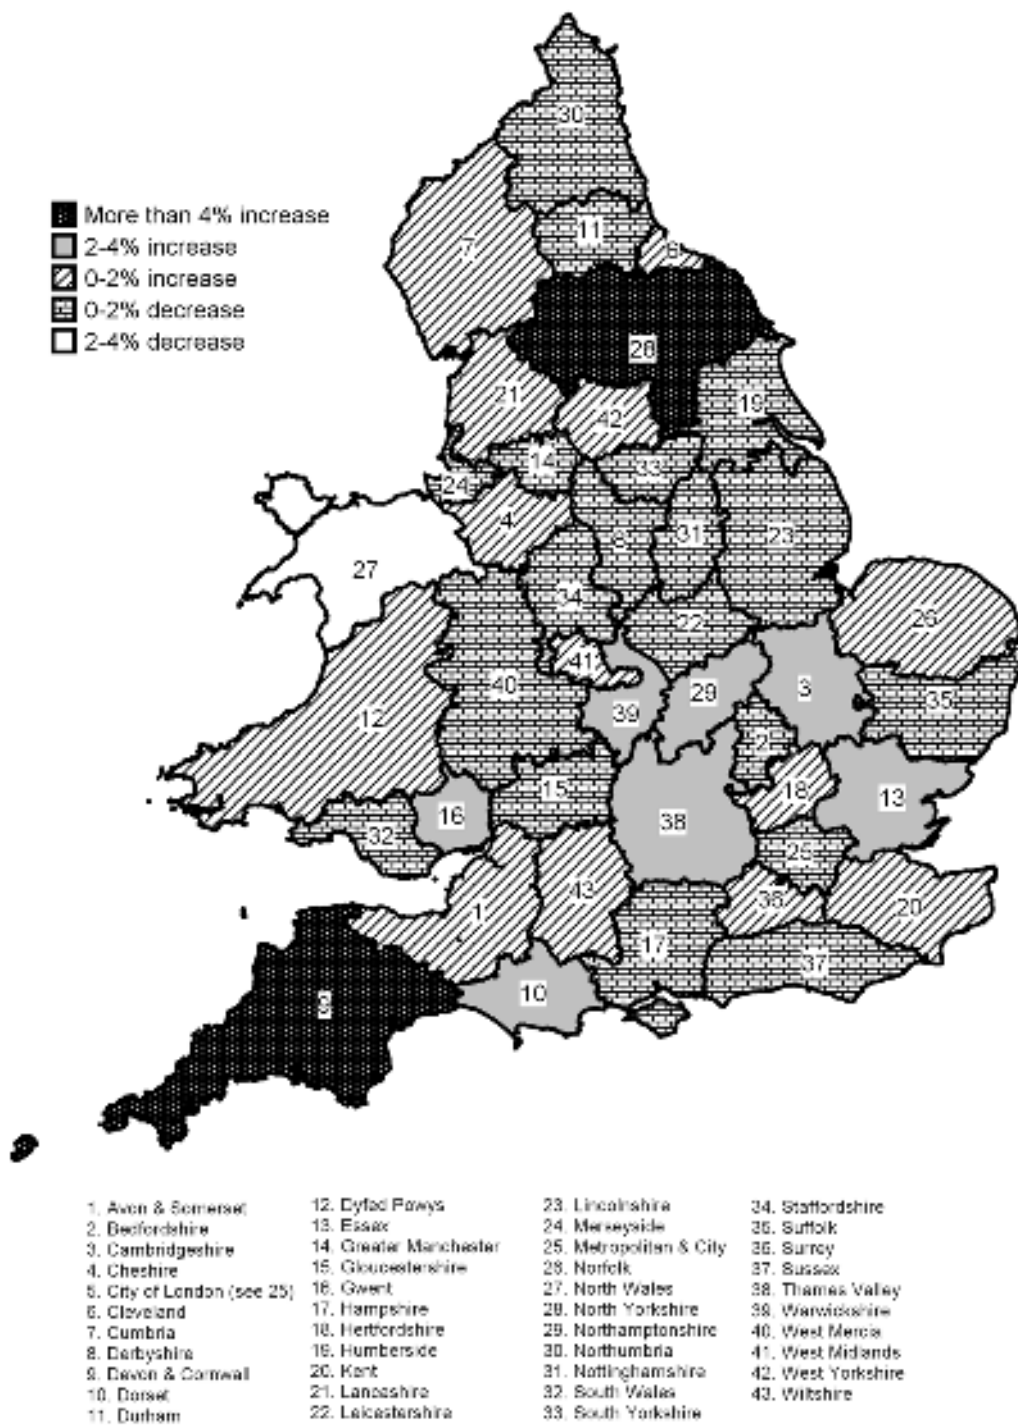 30
11
6
7
More than 4% increase
2-4% increase
0-2% increase
0-2% decrease
2-4% decrease
28
19
21
42
14
33
24
4
8
31
23
27
34
22
26
41
40
29
3
35
39
12
2
15
18
13
16
38
32
25
43
36
20
1
17
37
10
9
1. Avon & Somerset
2. Bedfordshire
3. Cambridgeshire
4. Cheshire
5. City of London (see 25)
6. Cleveland
7. Cumbria
8. Derbyshire
9. Devon & Cornwall
10. Dorset
11. Durham
12. Dyfed Powys
13. Essex
14. Greater Manchester
15. Gloucestershire
16. Gwent
17. Hampshire
18. Hertfordshire
19. Humberside
20. Kent
21. Lancashire
22. Leicestershire
23. Lincolnshire
24. Merseyside
25. Metropolitan & City
26. Norfolk
27. North Wales
28. North Yorkshire
29. Northamptonshire
30. Northumbria
31. Nottinghamshire
32. South Wales
33. South Yorkshire
34. Staffordshire
35. Suffolk
36. Surrey
37. Sussex
38. Thames Valley
39. Warwickshire
40. West Mercia
41. West Midlands
42. West Yorkshire
43. Wiltshire